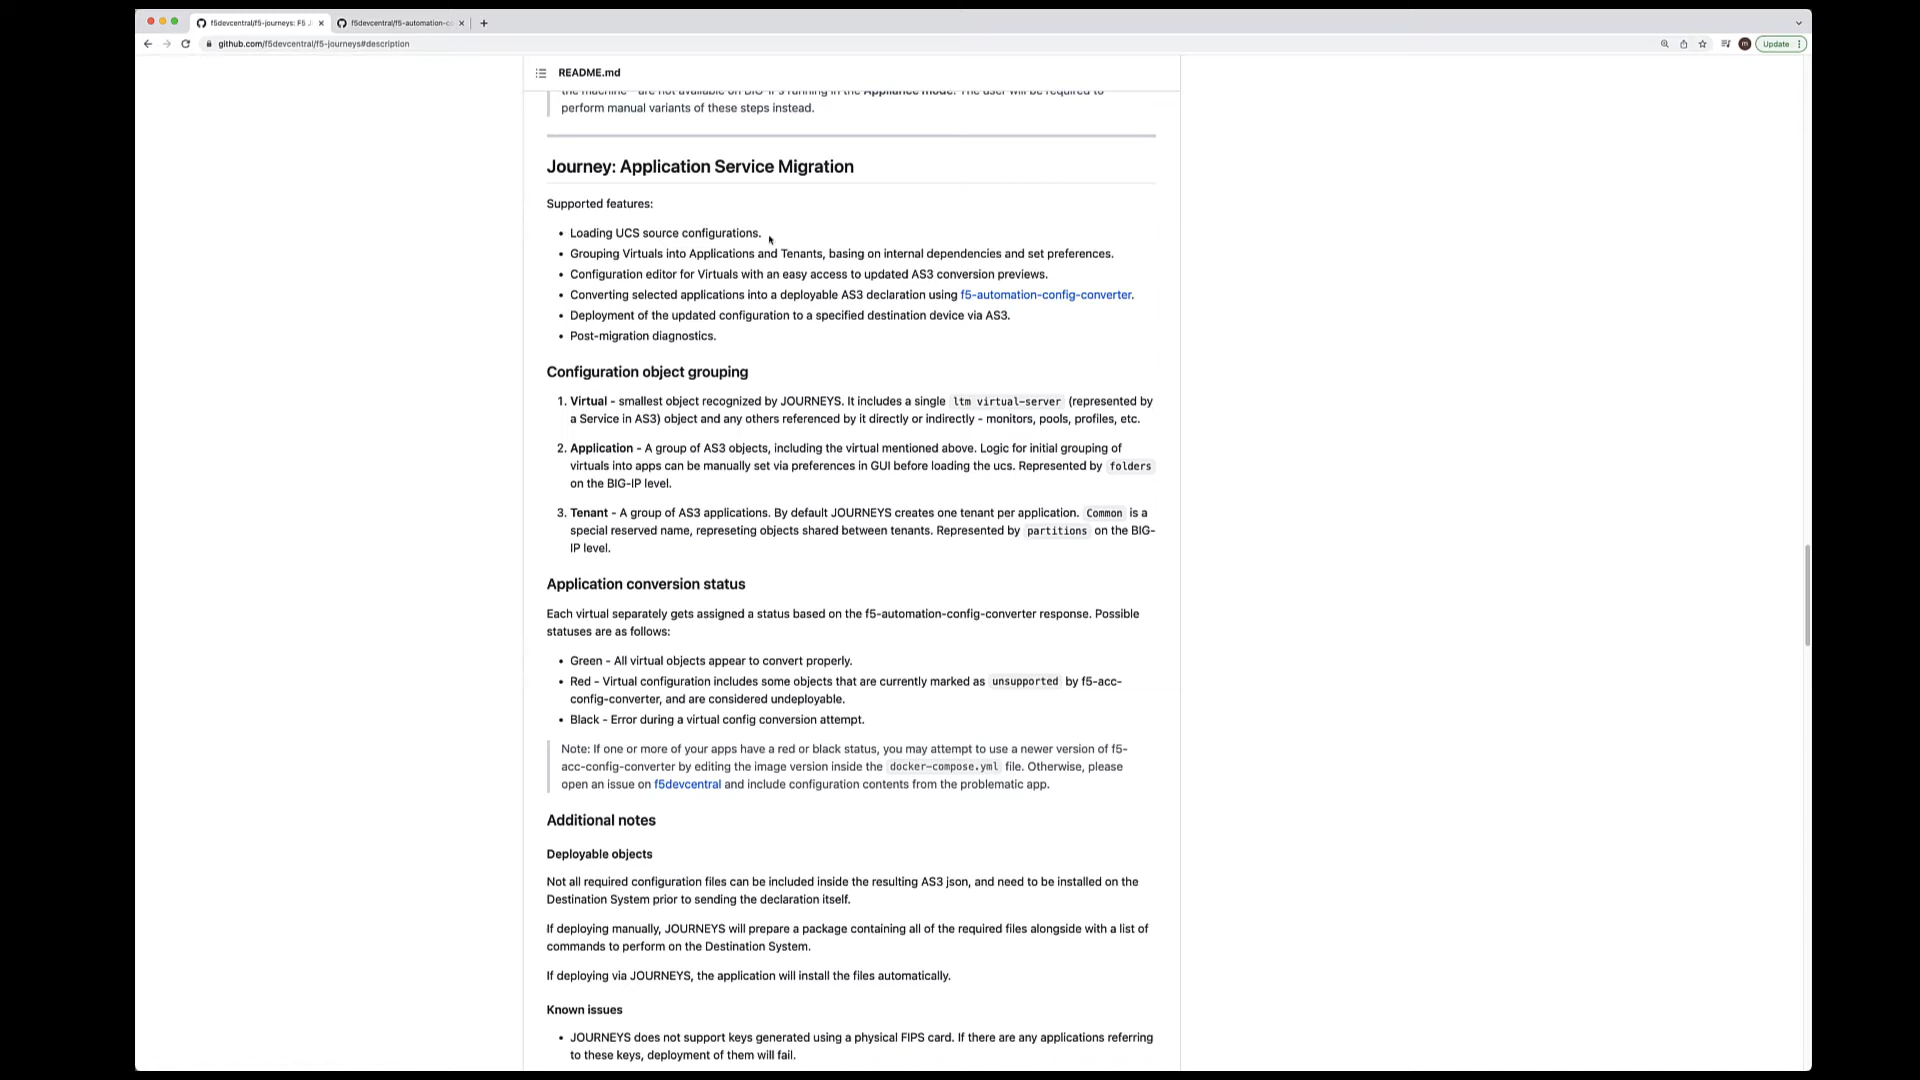 f5devcentral/f5-journeys: F5 J
f5devcentral/f5-automation-c
github.com/f5devcentral/f5-journeys#description
Update
README.md
the machine - are not available on BIG-IPs running in the Appliance mode. The user will be required to
perform manual variants of these steps instead.
Journey: Application Service Migration
Supported features:
• Loading UCS source configurations.
• Grouping Virtuals into Applications and Tenants, basing on internal dependencies and set preferences.
• Configuration editor for Virtuals with an easy access to updated AS3 conversion previews.
• Converting selected applications into a deployable AS3 declaration using f5-automation-config-converter.
• Deployment of the updated configuration to a specified destination device via AS3.
• Post-migration diagnostics.
Configuration object grouping
1. Virtual - smallest object recognized by JOURNEYS. It includes a single ltm virtual-server (represented by
a Service in AS3) object and any others referenced by it directly or indirectly - monitors, pools, profiles, etc.
2. Application - A group of AS3 objects, including the virtual mentioned above. Logic for initial grouping of
virtuals into apps can be manually set via preferences in GUI before loading the ucs. Represented by folders
on the BIG-IP level.
3. Tenant - A group of AS3 applications. By default JOURNEYS creates one tenant per application. Common is a
special reserved name, represeting objects shared between tenants. Represented by partitions on the BIG-
IP level.
Application conversion status
Each virtual separately gets assigned a status based on the f5-automation-config-converter response. Possible
statuses are as follows:
• Green - All virtual objects appear to convert properly.
• Red - Virtual configuration includes some objects that are currently marked as unsupported by f5-acc-
config-converter, and are considered undeployable.
• Black - Error during a virtual config conversion attempt.
Note: If one or more of your apps have a red or black status, you may attempt to use a newer version of f5-
acc-config-converter by editing the image version inside the docker-compose.yml file. Otherwise, please
open an issue on f5devcentral and include configuration contents from the problematic app.
Additional notes
Deployable objects
Not all required configuration files can be included inside the resulting AS3 json, and need to be installed on the
Destination System prior to sending the declaration itself.
If deploying manually, JOURNEYS will prepare a package containing all of the required files alongside with a list of
commands to perform on the Destination System.
If deploying via JOURNEYS, the application will install the files automatically.
Known issues
• JOURNEYS does not support keys generated using a physical FIPS card. If there are any applications referring
to these keys, deployment of them will fail.